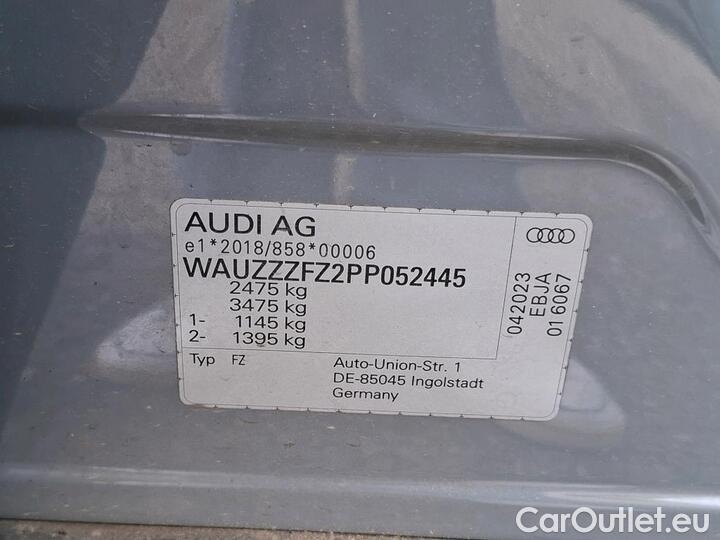 AUDI AG
e1*2018/858*00006
WAUZZZFZ2PP052445
2475 kg
3475 kg
1- 1145 kg
2- 1395 kg
Typ FZ
Auto-Union-Str. 1
DE-85045 Ingolstadt
Germany
042023
EBJA
016067
CarOutlet.eu